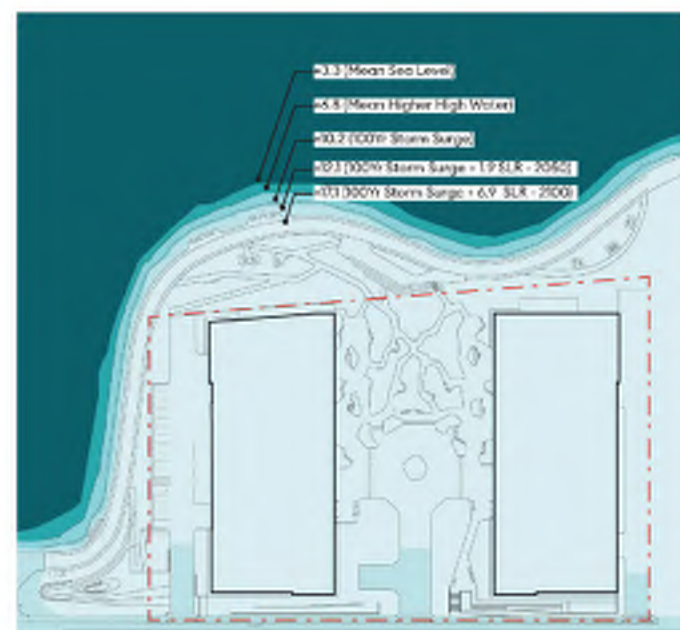 +3.3 (Mean Sea Level)
+6.8 (Mean Higher High Water)
+10.2 (100Yr Storm Surge)
+12.1 (100Yr Storm Surge + 1.9 SLR - 2050)
+17.1 (100Yr Storm Surge + 6.9 SLR - 2100)